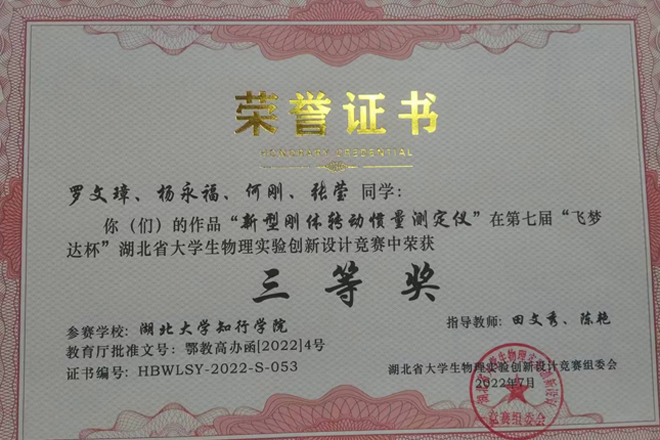 荣誉证书
HONORARY CREDENTIAL
罗文璋、杨永福、何刚、张莹 同学：
你（们）的作品“新型刚体转动惯量测定仪”在第七届“飞梦
达杯”湖北省大学生物理实验创新设计竞赛中荣获
三等奖
参赛学校：湖北大学知行学院
指导教师：田文秀、陈艳
教育厅批准文号：鄂教高办函[2022]4号
证书编号：HBWLSY-2022-S-053
湖北省大学生物理实验创新设计竞赛组委会
2022年7月
竞赛组委会